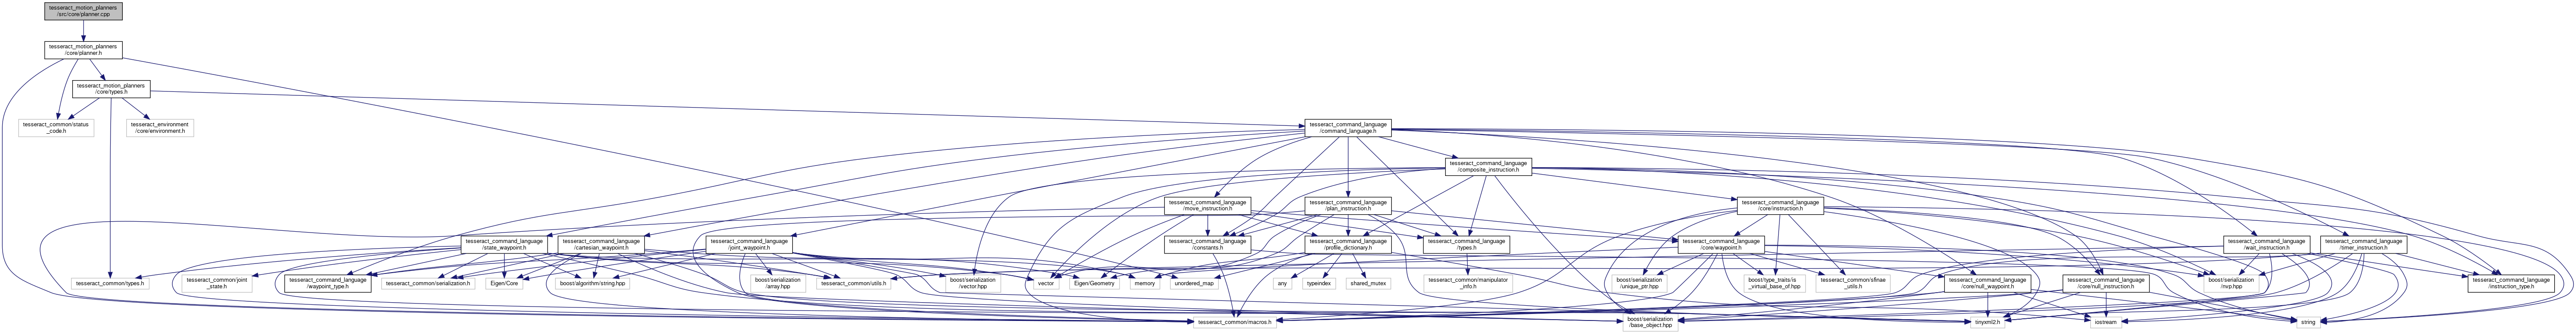 tesseract_motion_planners
/src/core/planner.cpp
tesseract_motion_planners
/core/planner.h
tesseract_motion_planners
/core/types.h
tesseract_common/status
_code.h
tesseract_environment
/core/environment.h
tesseract_command_language
/command_language.h
tesseract_command_language
/composite_instruction.h
tesseract_command_language
/move_instruction.h
tesseract_command_language
/plan_instruction.h
tesseract_command_language
/core/instruction.h
tesseract_command_language
/state_waypoint.h
tesseract_command_language
/cartesian_waypoint.h
tesseract_command_language
/joint_waypoint.h
tesseract_command_language
/constants.h
tesseract_command_language
/profile_dictionary.h
tesseract_command_language
/types.h
tesseract_command_language
/core/waypoint.h
tesseract_command_language
/wait_instruction.h
tesseract_command_language
/timer_instruction.h
tesseract_common/types.h
tesseract_common/joint
_state.h
tesseract_command_language
/waypoint_type.h
tesseract_common/serialization.h
Eigen/Core
boost/algorithm/string.hpp
boost/serialization
/array.hpp
tesseract_common/utils.h
boost/serialization
/vector.hpp
vector
Eigen/Geometry
memory
unordered_map
any
typeindex
shared_mutex
tesseract_common/manipulator
_info.h
boost/serialization
/unique_ptr.hpp
boost/type_traits/is
_virtual_base_of.hpp
tesseract_common/sfinae
_utils.h
tesseract_command_language
/core/null_waypoint.h
tesseract_command_language
/core/null_instruction.h
boost/serialization
/nvp.hpp
tesseract_command_language
/instruction_type.h
tesseract_common/macros.h
boost/serialization
/base_object.hpp
tinyxml2.h
iostream
string